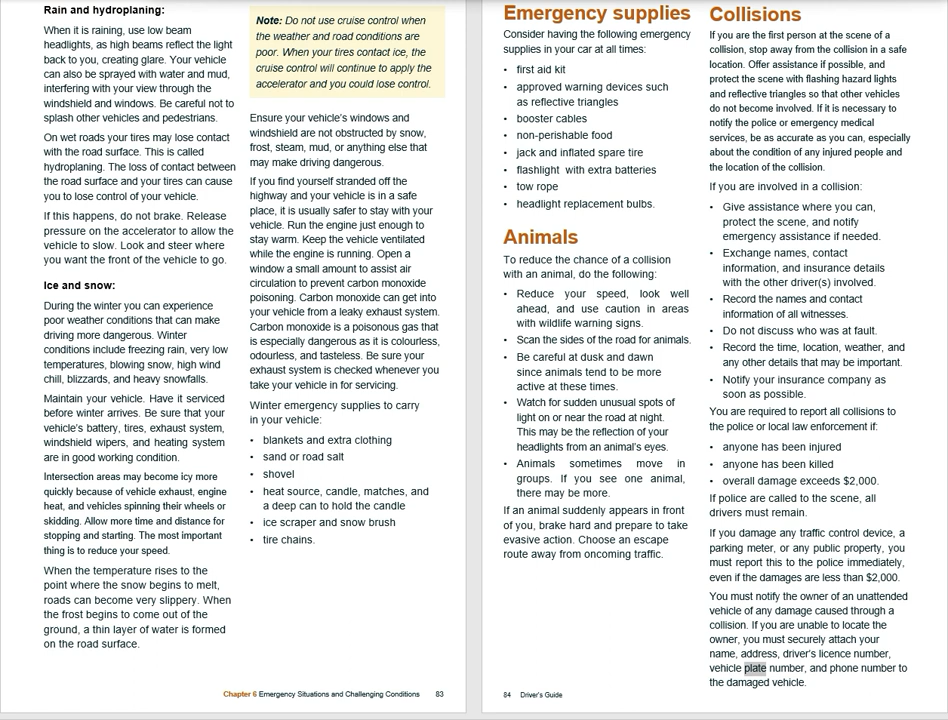 Rain and hydroplaning:
When it is raining, use low beam
headlights, as high beams reflect the light
back to you, creating glare. Your vehicle
can also be sprayed with water and mud,
interfering with your view through the
windshield and windows. Be careful not to
splash other vehicles and pedestrians.
On wet roads your tires may lose contact
with the road surface. This is called
hydroplaning. The loss of contact between
the road surface and your tires can cause
you to lose control of your vehicle.
If this happens, do not brake. Release
pressure on the accelerator to allow the
vehicle to slow. Look and steer where
you want the front of the vehicle to go.
Ice and snow:
During the winter you can experience
poor weather conditions that can make
driving more dangerous. Winter
conditions include freezing rain, very low
temperatures, blowing snow, high wind
chill, blizzards, and heavy snowfalls.
Maintain your vehicle. Have it serviced
before winter arrives. Be sure that your
vehicle's battery, tires, exhaust system,
windshield wipers, and heating system
are in good working condition.
Intersection areas may become icy more
quickly because of vehicle exhaust, engine
heat, and vehicles spinning their wheels or
skidding. Allow more time and distance for
stopping and starting. The most important
thing is to reduce your speed.
When the temperature rises to the
point where the snow begins to melt,
roads can become very slippery. When
the frost begins to come out of the
ground, a thin layer of water is formed
on the road surface.
Note: Do not use cruise control when
the weather and road conditions are
poor. When your tires contact ice, the
cruise control will continue to apply the
accelerator and you could lose control.
Ensure your vehicle's windows and
windshield are not obstructed by snow,
frost, steam, mud, or anything else that
may make driving dangerous.
If you find yourself stranded off the
highway and your vehicle is in a safe
place, it is usually safer to stay with your
vehicle. Run the engine just enough to
stay warm. Keep the vehicle ventilated
while the engine is running. Open a
window a small amount to assist air
circulation to prevent carbon monoxide
poisoning. Carbon monoxide can get into
your vehicle from a leaky exhaust system.
Carbon monoxide is a poisonous gas that
is especially dangerous as it is colourless,
odourless, and tasteless. Be sure your
exhaust system is checked whenever you
take your vehicle in for servicing.
Winter emergency supplies to carry
in your vehicle:
• blankets and extra clothing
• sand or road salt
• shovel
• heat source, candle, matches, and
a deep can to hold the candle
• ice scraper and snow brush
• tire chains.
Chapter 6 Emergency Situations and Challenging Conditions 83
Emergency supplies
Consider having the following emergency
supplies in your car at all times:
• first aid kit
• approved warning devices such
as reflective triangles
• booster cables
• non-perishable food
• jack and inflated spare tire
• flashlight with extra batteries
• tow rope
• headlight replacement bulbs.
Animals
To reduce the chance of a collision
with an animal, do the following:
• Reduce your speed, look well
ahead, and use caution in areas
with wildlife warning signs.
• Scan the sides of the road for animals.
• Be careful at dusk and dawn
since animals tend to be more
active at these times.
• Watch for sudden unusual spots of
light on or near the road at night.
This may be the reflection of your
headlights from an animal's eyes.
• Animals sometimes move in
groups. If you see one animal,
there may be more.
If an animal suddenly appears in front
of you, brake hard and prepare to take
evasive action. Choose an escape
route away from oncoming traffic.
Collisions
If you are the first person at the scene of a
collision, stop away from the collision in a safe
location. Offer assistance if possible, and
protect the scene with flashing hazard lights
and reflective triangles so that other vehicles
do not become involved. If it is necessary to
notify the police or emergency medical
services, be as accurate as you can, especially
about the condition of any injured people and
the location of the collision.
If you are involved in a collision:
• Give assistance where you can,
protect the scene, and notify
emergency assistance if needed.
• Exchange names, contact
information, and insurance details
with the other driver(s) involved.
• Record the names and contact
information of all witnesses.
• Do not discuss who was at fault.
• Record the time, location, weather, and
any other details that may be important.
• Notify your insurance company as
soon as possible.
You are required to report all collisions to
the police or local law enforcement if:
• anyone has been injured
• anyone has been killed
• overall damage exceeds $2,000.
If police are called to the scene, all
drivers must remain.
If you damage any traffic control device, a
parking meter, or any public property, you
must report this to the police immediately,
even if the damages are less than $2,000.
You must notify the owner of an unattended
vehicle of any damage caused through a
collision. If you are unable to locate the
owner, you must securely attach your
name, address, driver's licence number,
vehicle plate number, and phone number to
the damaged vehicle.
84 Driver's Guide